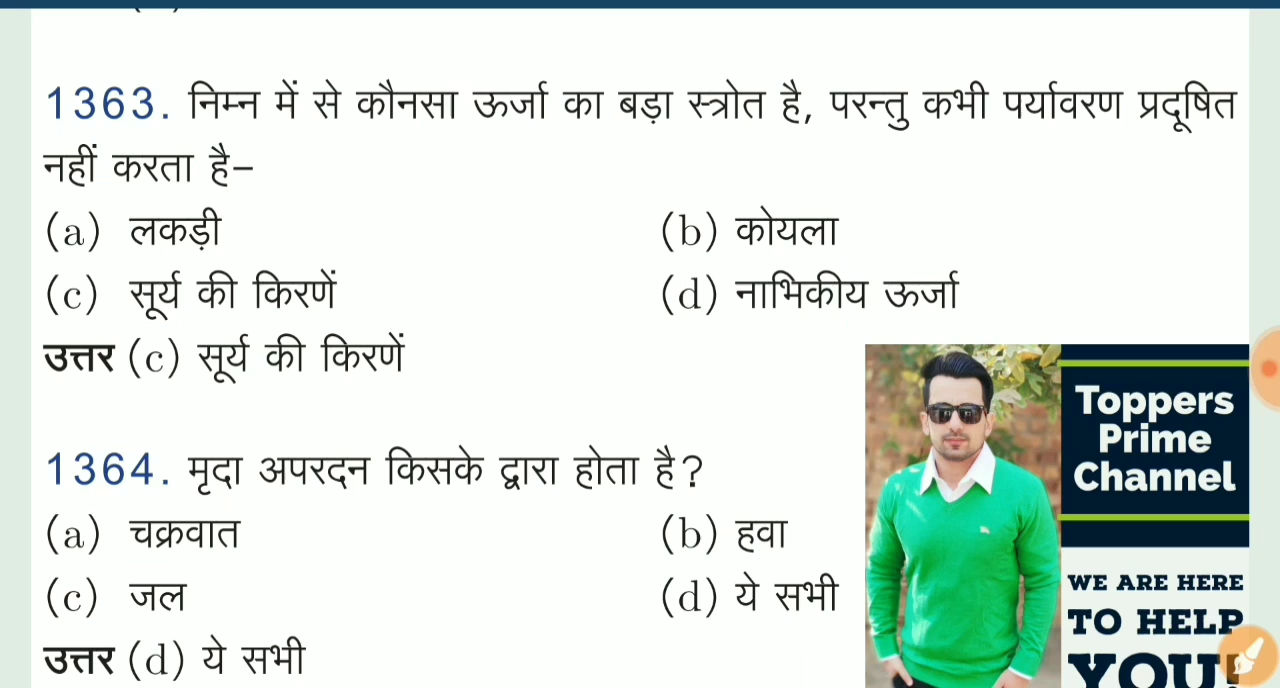 1363. निम्न में से कौनसा ऊर्जा का बड़ा स्त्रोत है, परन्तु कभी पर्यावरण प्रदूषित
नहीं करता है–
(a) लकड़ी (b) कोयला
(c) सूर्य की किरणें (d) नाभिकीय ऊर्जा
उत्तर (c) सूर्य की किरणें
1364. मृदा अपरदन किसके द्वारा होता है?
(a) चक्रवात (b) हवा
(c) जल (d) ये सभी
उत्तर (d) ये सभी
Toppers
Prime
Channel
WE ARE HERE
TO HELP
YOU!